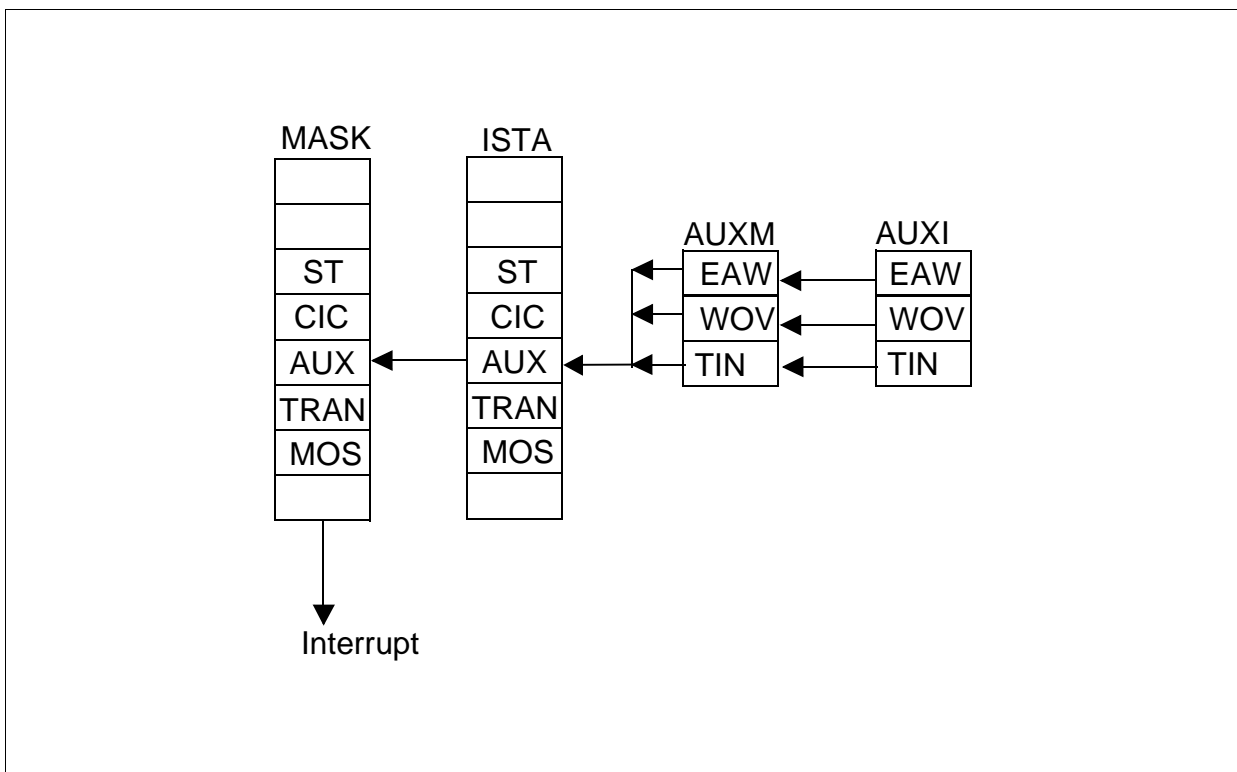 MASK
ST
CIC
AUX
TRAN
MOS
Interrupt
ISTA
ST
CIC
AUX
TRAN
MOS
AUXM
EAW
WOV
TIN
AUXI
EAW
WOV
TIN